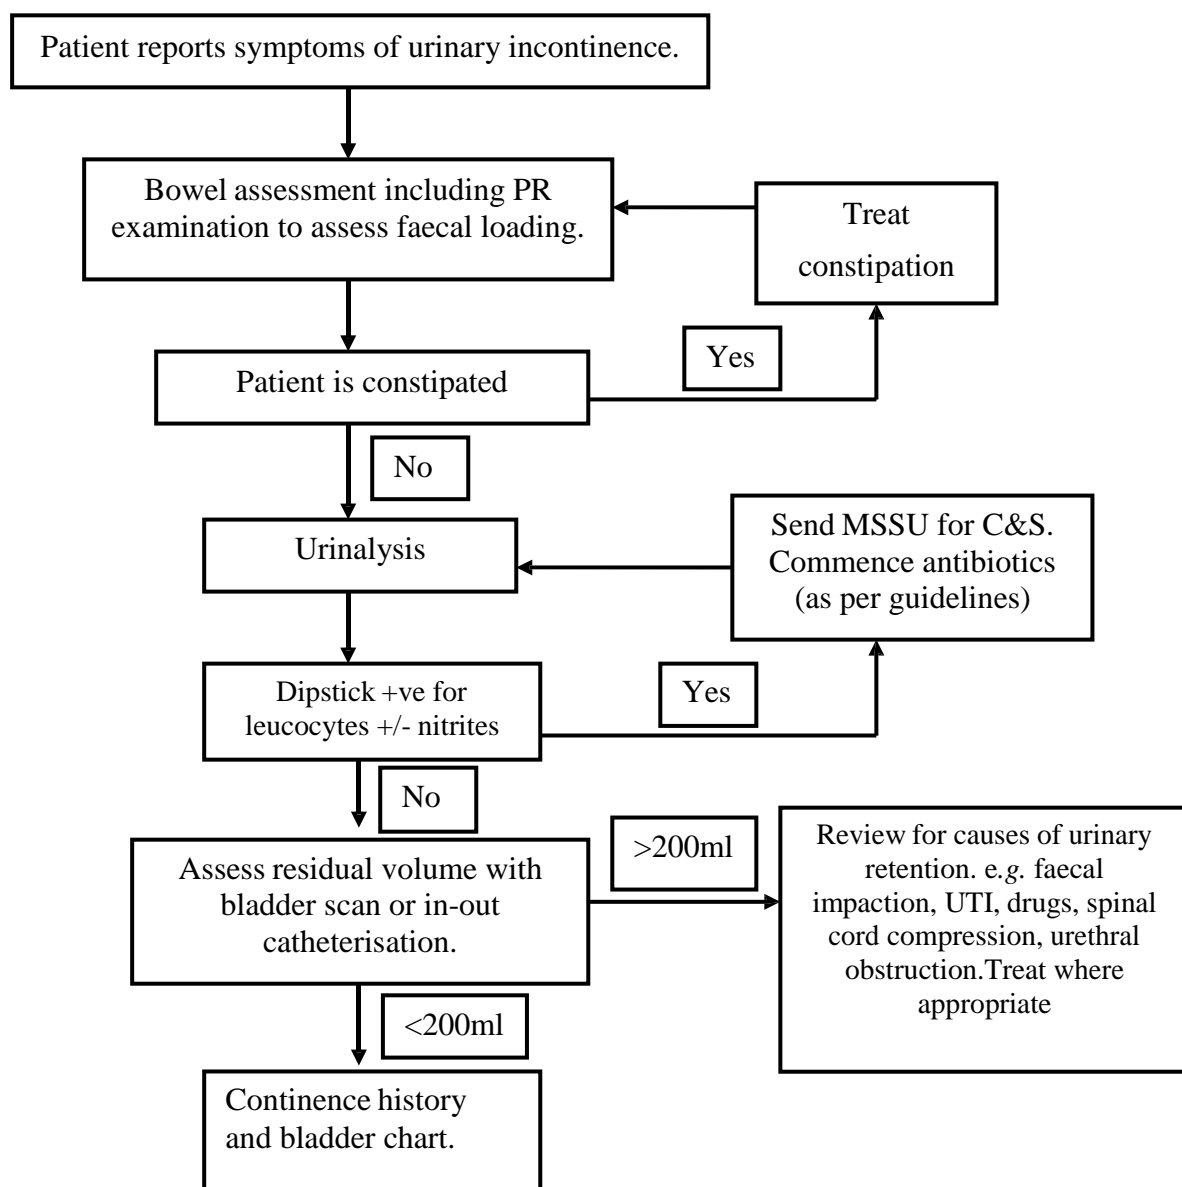 Patient reports symptoms of urinary incontinence.
Bowel assessment including PR
examination to assess faecal loading.
Treat
constipation
Yes
Patient is constipated
No
Send MSSU for C&S.
Commence antibiotics
(as per guidelines)
Urinalysis
Yes
Dipstick +ve for
leucocytes +/- nitrites
No
>200ml
Review for causes of urinary
retention. e.g. faecal
impaction, UTI, drugs, spinal
cord compression, urethral
obstruction.Treat where
appropriate
Assess residual volume with
bladder scan or in-out
catheterisation.
<200ml
Continence history
and bladder chart.